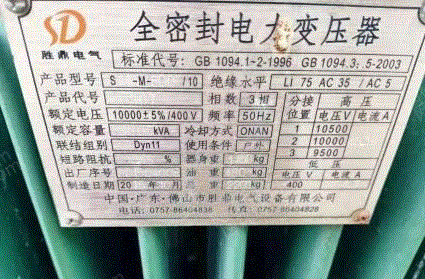 SD
胜鼎电气
全密封电力变压器
标准代号: GB 1094.1~2-1996 GB 1094.3;.5-2003
产品型号 S -M- /10 绝缘水平 LI 75 AC 35 / AC 5
产品代号 相数 3相 分接位置 高压
额定电压 10000±5%/400 V 频率 50Hz 电压V 电流A
额定容量 kVA 冷却方式 ONAN 1 10500
联结组别 Dyn11 使用条件 户外 2 10000
短路阻抗 % 器身重 kg 3 9500
出厂序号 油重 kg 低压
制造日期 20 年 月 总重 kg 电压V 电流A
400
中国·广东·佛山市胜鼎电气设备有限公司
电话: 0757-86404838 传真: 0757-86404828